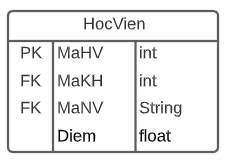 HocVien
PK MaHV int
FK MaKH int
FK MaNV String
Diem float